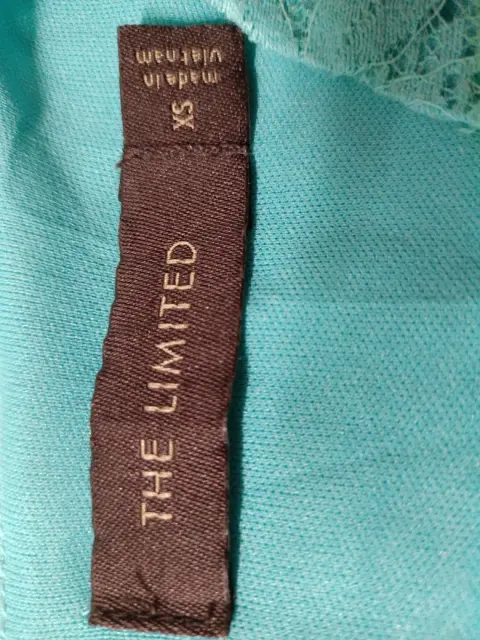 THE LIMITED
XS
made in
vietnam